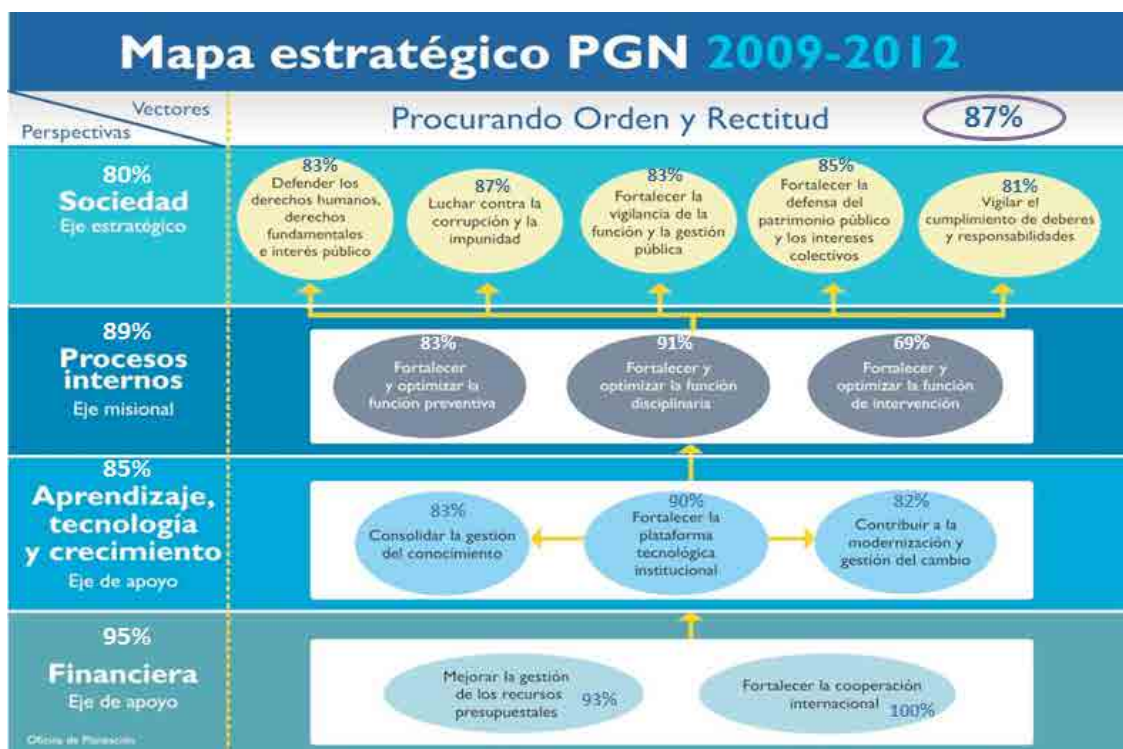 Mapa estratégico PGN 2009-2012
Vectores
Perspectivas
Procurando Orden y Rectitud
87%
80%
Sociedad
Eje estratégico
83%
Defender los
derechos humanos,
derechos
fundamentales
e interés público
87%
Luchar contra la
corrupción y la
impunidad
83%
Fortalecer la
vigilancia de la
función y la gestión
pública
85%
Fortalecer la
defensa del
patrimonio público
y los intereses
colectivos
81%
Vigilar el
cumplimiento de deberes
y responsabilidades
89%
Procesos
internos
Eje misional
83%
Fortalecer
y optimizar la
función preventiva
91%
Fortalecer y
optimizar la función
disciplinaria
69%
Fortalecer y
optimizar la función
de intervención
85%
Aprendizaje,
tecnología
y crecimiento
Eje de apoyo
83%
Consolidar la gestión
del conocimiento
90%
Fortalecer la
plataforma
tecnológica
institucional
82%
Contribuir a la
modernización y
gestión del cambio
95%
Financiera
Eje de apoyo
Mejorar la gestión
de los recursos
presupuestales
93%
Fortalecer la cooperación
internacional
100%
Oficina de Planeación